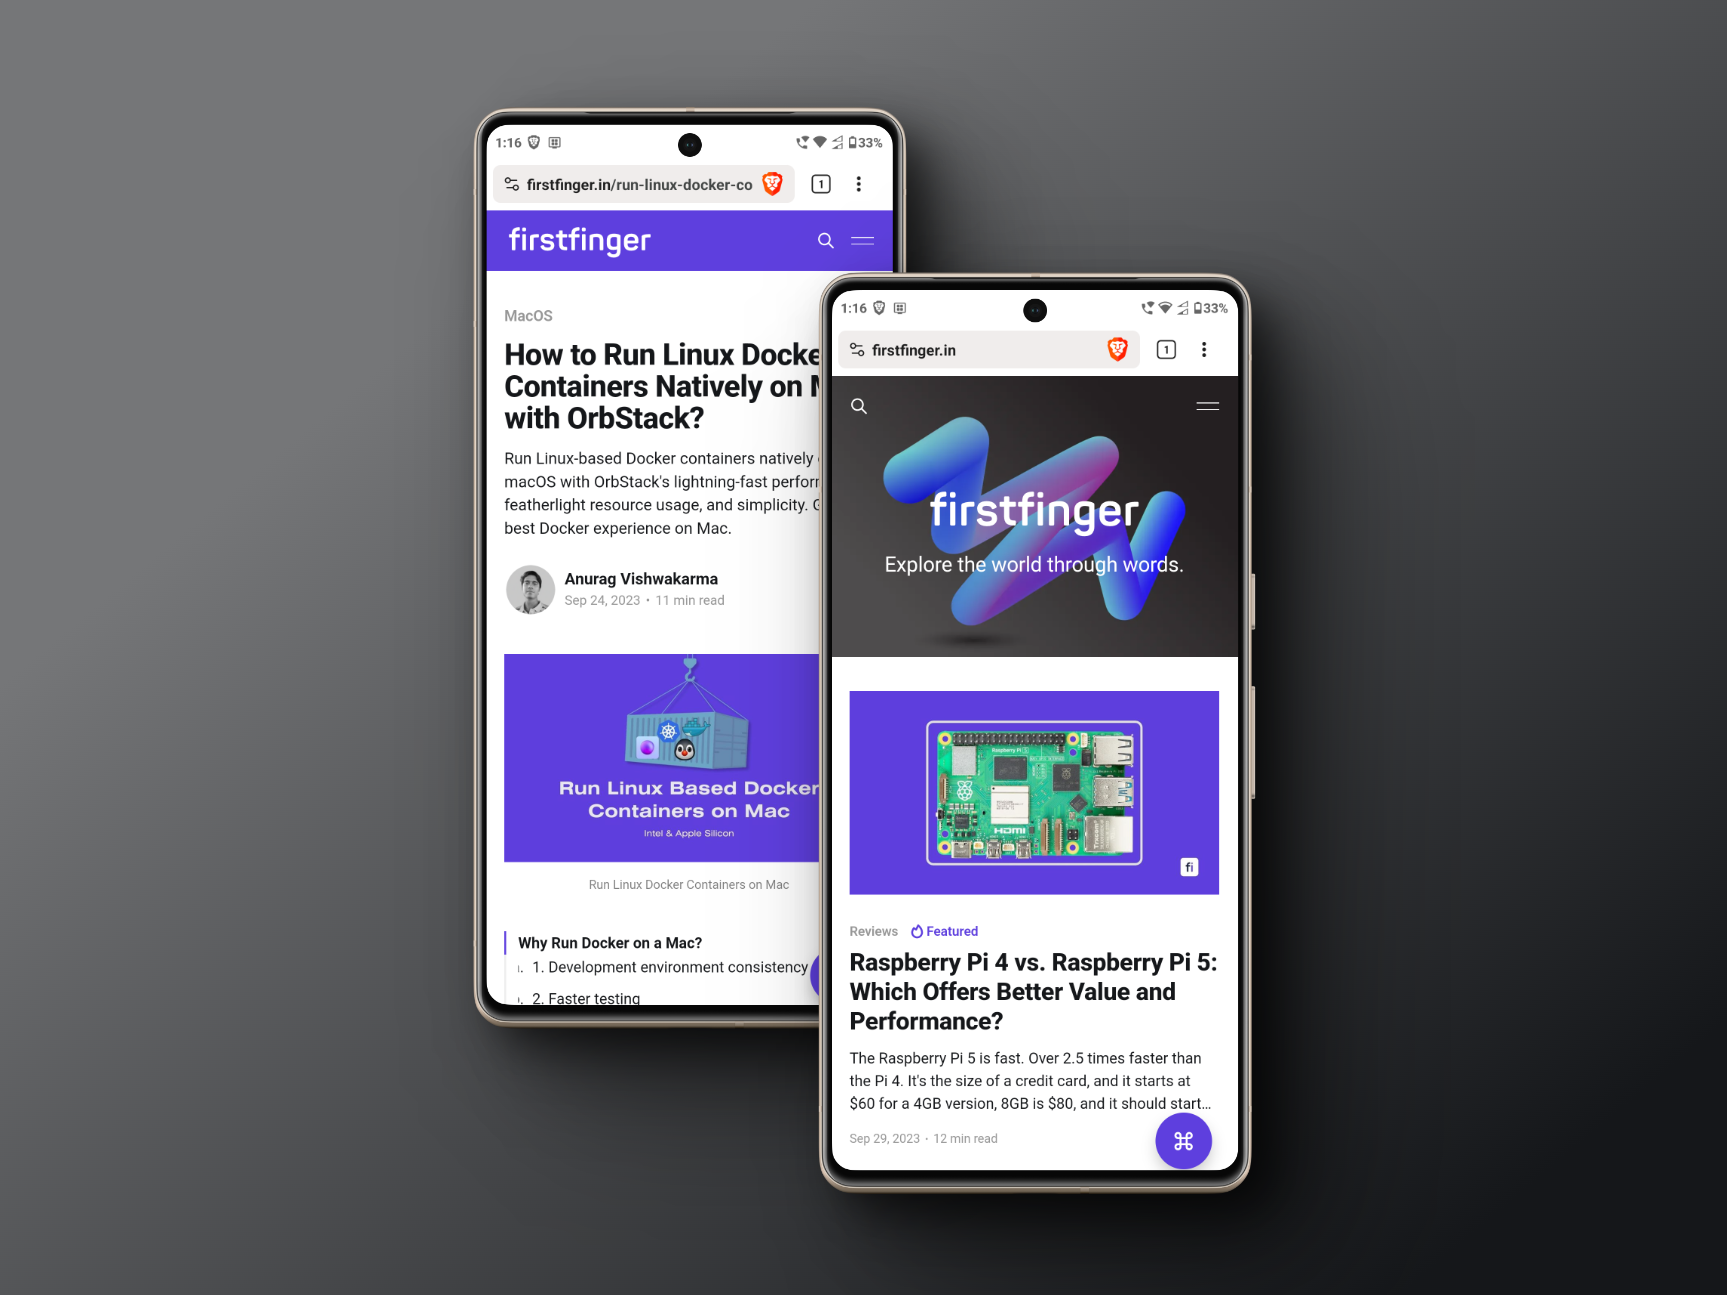 1:16
33%
firstfinger.in/run-linux-docker-co
1
firstfinger
MacOS
How to Run Linux Docke
Containers Natively on
with OrbStack?
Run Linux-based Docker containers natively
macOS with OrbStack's lightning-fast perfor
featherlight resource usage, and simplicity.
best Docker experience on Mac.
Anurag Vishwakarma
Sep 24, 2023 • 11 min read
Run Linux Based Docker
Containers on Mac
Intel & Apple Silicon
Run Linux Docker Containers on Mac
Why Run Docker on a Mac?
1. Development environment consistency
2. Faster testing
1:16
33%
firstfinger.in
1
firstfinger
Explore the world through words.
Raspberry Pi 5
HDMI
fi
Reviews
Featured
Raspberry Pi 4 vs. Raspberry Pi 5:
Which Offers Better Value and
Performance?
The Raspberry Pi 5 is fast. Over 2.5 times faster than
the Pi 4. It's the size of a credit card, and it starts at
$60 for a 4GB version, 8GB is $80, and it should start...
Sep 29, 2023 • 12 min read